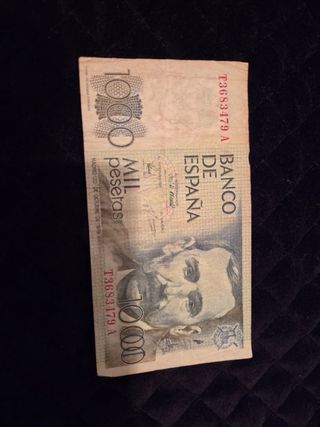 T3683479 A
BANCO
DE
ESPAÑA
1000
MIL
pesetas
T3683479 A
1000